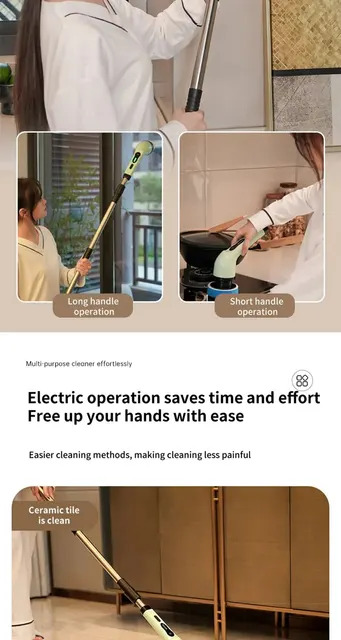 Long handle
operation
Short handle
operation
Multi-purpose cleaner effortlessly
Electric operation saves time and effort
Free up your hands with ease
Easier cleaning methods, making cleaning less painful
Ceramic tile
is clean